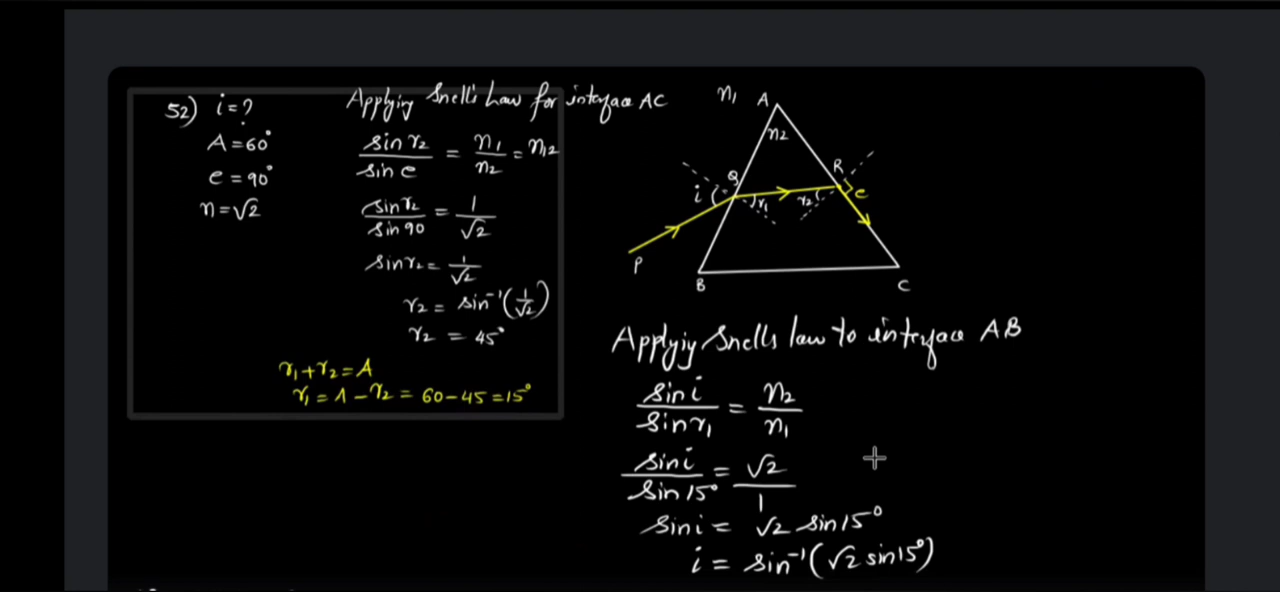 52) i = ?
A = 60°
e = 90°
n = √2
Applying Snell's Law for interface AC
sin r₂ / sin e = n₁ / n₂ = n₁₂
sin r₂ / sin 90 = 1 / √2
sin r₂ = 1 / √2
r₂ = sin⁻¹(1/√2)
r₂ = 45°
r₁ + r₂ = A
r₁ = A − r₂ = 60 − 45 = 15°
n₁ A
n₂
i Q r₁ r₂ R e
P
B C
Applyiy Snells law to interface AB
sin i / sin r₁ = n₂ / n₁
sin i / sin 15° = √2 / 1
sin i = √2 sin 15°
i = sin⁻¹(√2 sin 15°)